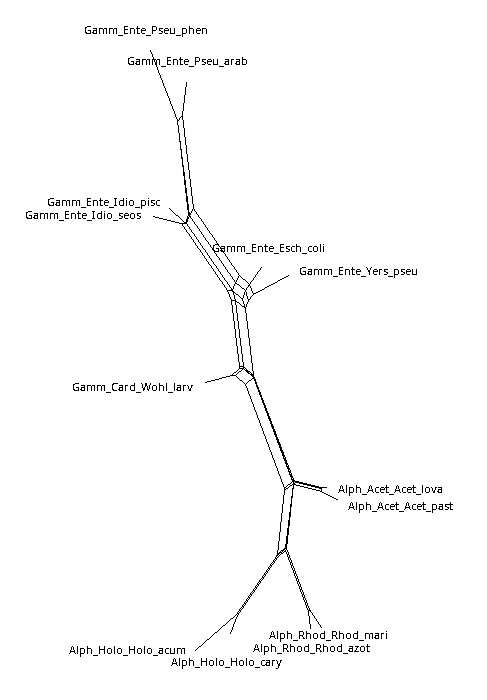 Gamm_Ente_Pseu_phen
Gamm_Ente_Pseu_arab
Gamm_Ente_Idio_pisc
Gamm_Ente_Idio_seos
Gamm_Ente_Esch_coli
Gamm_Ente_Yers_pseu
Gamm_Card_Wohl_larv
Alph_Acet_Acet_lova
Alph_Acet_Acet_past
Alph_Rhod_Rhod_mari
Alph_Rhod_Rhod_azot
Alph_Holo_Holo_acum
Alph_Holo_Holo_cary